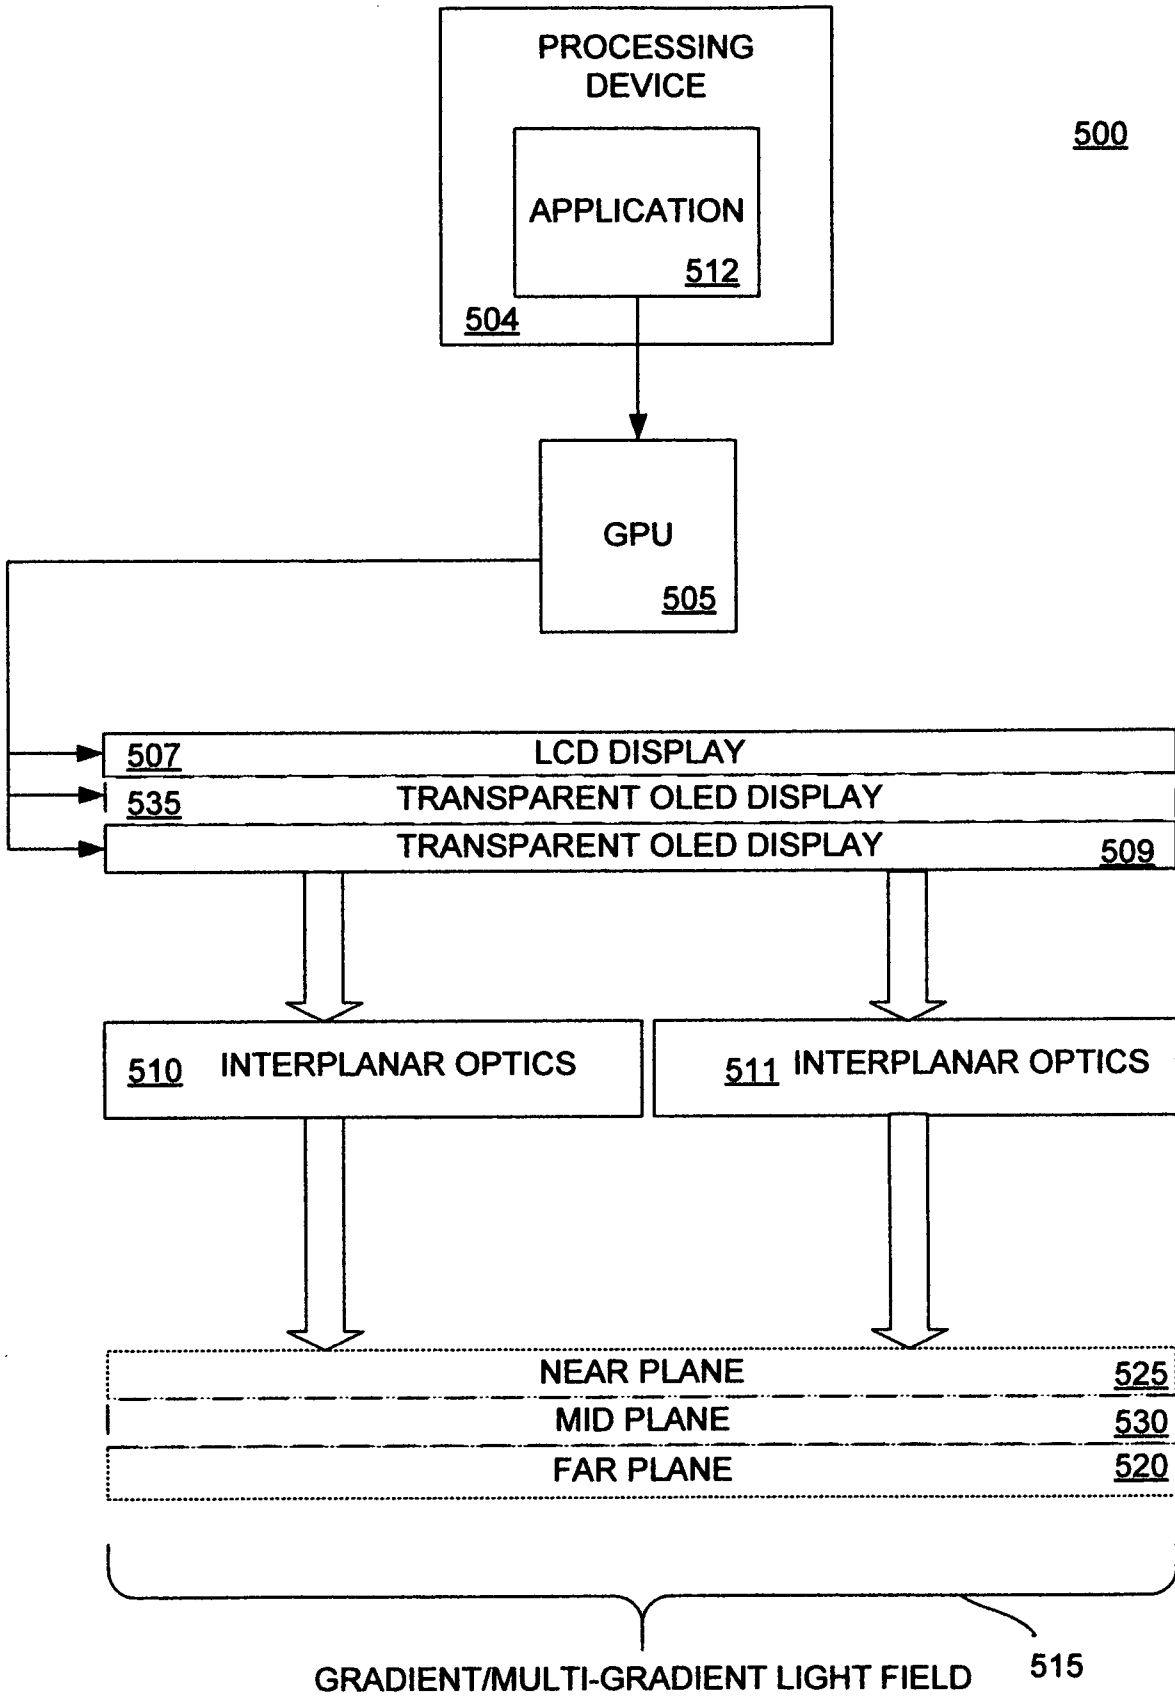 PROCESSING
DEVICE
500
APPLICATION
512
504
GPU
505
507 LCD DISPLAY
535 TRANSPARENT OLED DISPLAY
TRANSPARENT OLED DISPLAY 509
510 INTERPLANAR OPTICS
511 INTERPLANAR OPTICS
NEAR PLANE 525
MID PLANE 530
FAR PLANE 520
515
GRADIENT/MULTI-GRADIENT LIGHT FIELD